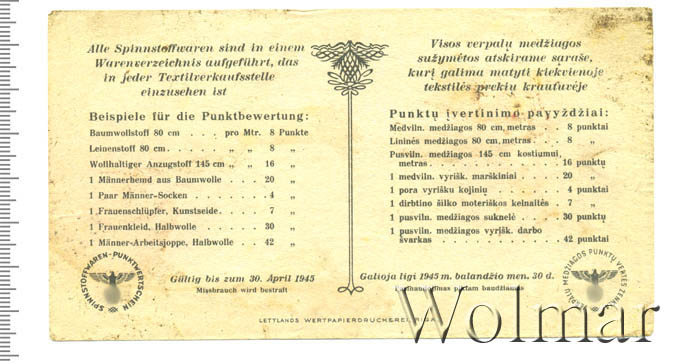 Alle Spinnstoffwaren sind in einem
Warenverzeichnis aufgeführt, das
in jeder Textilverkaufsstelle
einzusehen ist
Beispiele für die Punktbewertung:
Baumwollstoff 80 cm . . . pro Mtr. 8 Punkte
Leinenstoff 80 cm . . . . „ „ 8 „
Wollhaltiger Anzugstoff 145 cm „ „ 16 „
1 Männerhemd aus Baumwolle . . . . 20 „
1 Paar Männer-Socken . . . . . 4 „
1 Frauenschlüpfer, Kunstseide . . . . 7 „
1 Frauenkleid, Halbwolle . . . . 30 „
1 Männer-Arbeitsjoppe, Halbwolle . . 42 „
Gültig bis zum 30. April 1945
Missbrauch wird bestraft
SPINNSTOFFWAREN-PUNKTWERTSCHEIN
Visos verpalų medžiagos
sužymėtos atskirame sąraše,
kurį galima matyti kiekvienoje
tekstilės prekių krautuvėje
Punktų įvertinimo pavyzdžiai:
Medviln. medžiagos 80 cm, metras . . 8 punktai
Lininės medžiagos 80 cm, metras . . 8 „
Pusviln. medžiagos 145 cm kostiumui,
metras . . . . . . . . . 16 punktų
1 medviln. vyrišk. marškiniai . . . 20 „
1 pora vyriškų kojinių . . . . . 4 punktai
1 dirbtino šilko moteriškos kelnaitės . . 7 „
1 pusviln. medžiagos suknelė . . . 30 punktų
1 pusviln. medžiagos vyrišk. darbo
švarkas . . . . . . . . . 42 punktai
Galioja ligi 1945 m. balandžio mėn. 30 d.
baudžiamas
MEDŽIAGOS PUNKTŲ VERTĖS
LETTLANDS WERTPAPIERDRUCKEREI, RIGA
Wolmar